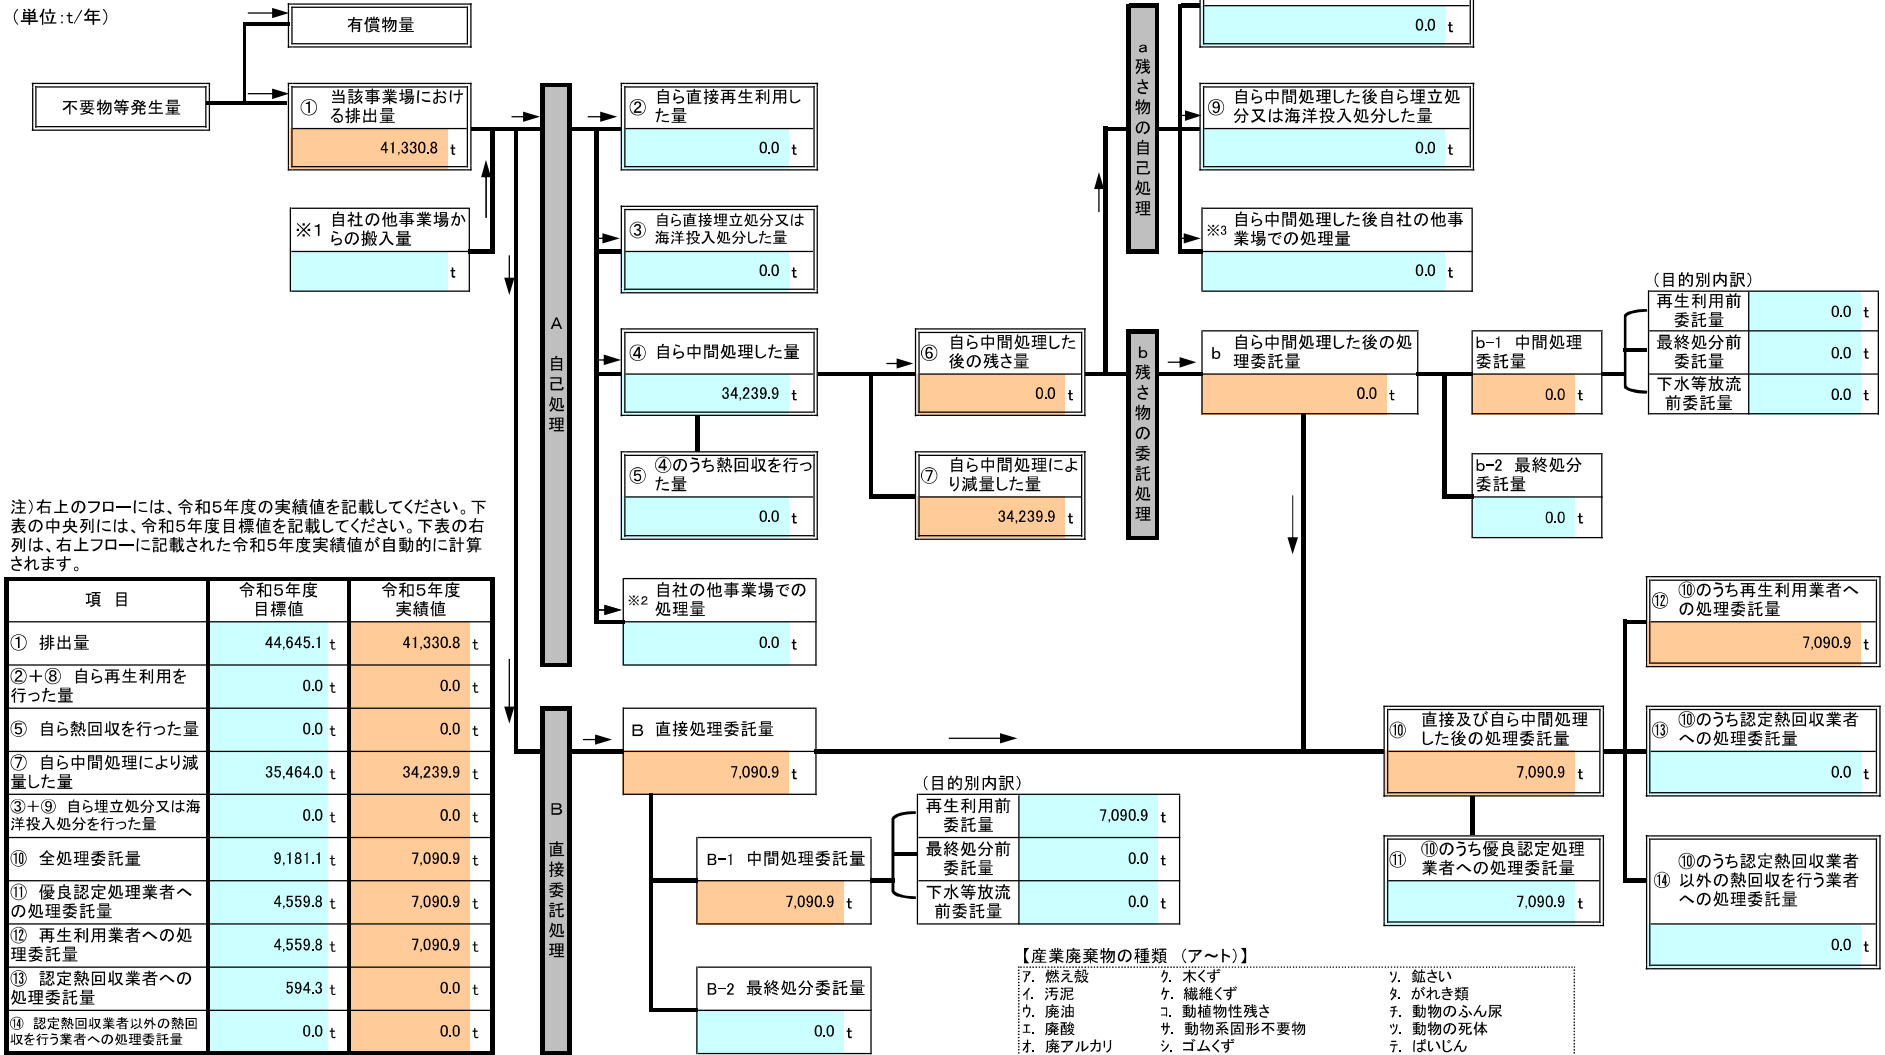 (単位:t/年)
有償物量
不要物等発生量
① 当該事業場におけ
る排出量
41,330.8 t
※1 自社の他事業場か
らの搬入量
t
A 自己処理
② 自ら直接再生利用し
た量
0.0 t
③ 自ら直接埋立処分又は
海洋投入処分した量
0.0 t
④ 自ら中間処理した量
34,239.9 t
⑤ ④のうち熱回収を行っ
た量
0.0 t
※2 自社の他事業場での
処理量
0.0 t
⑥ 自ら中間処理した
後の残さ量
0.0 t
⑦ 自ら中間処理によ
り減量した量
34,239.9 t
a 残さ物の自己処理
0.0 t
⑨ 自ら中間処理した後自ら埋立処
分又は海洋投入処分した量
0.0 t
※3 自ら中間処理した後自社の他事
業場での処理量
0.0 t
b 残さ物の委託処理
b 自ら中間処理した後の処
理委託量
0.0 t
b-1 中間処理
委託量
0.0 t
b-2 最終処分
委託量
0.0 t
(目的別内訳)
再生利用前
委託量 0.0 t
最終処分前
委託量 0.0 t
下水等放流
前委託量 0.0 t
注)右上のフローには、令和5年度の実績値を記載してください。下
表の中央列には、令和5年度目標値を記載してください。下表の右
列は、右上フローに記載された令和5年度実績値が自動的に計算
されます。
項 目 令和5年度 令和5年度
目標値 実績値
① 排出量 44,645.1 t 41,330.8 t
②+⑧ 自ら再生利用を
行った量 0.0 t 0.0 t
⑤ 自ら熱回収を行った量 0.0 t 0.0 t
⑦ 自ら中間処理により減
量した量 35,464.0 t 34,239.9 t
③+⑨ 自ら埋立処分又は海
洋投入処分を行った量 0.0 t 0.0 t
⑩ 全処理委託量 9,181.1 t 7,090.9 t
⑪ 優良認定処理業者へ
の処理委託量 4,559.8 t 7,090.9 t
⑫ 再生利用業者への処
理委託量 4,559.8 t 7,090.9 t
⑬ 認定熱回収業者への
処理委託量 594.3 t 0.0 t
⑭ 認定熱回収業者以外の熱回
収を行う業者への処理委託量 0.0 t 0.0 t
B 直接委託処理
B 直接処理委託量
7,090.9 t
B-1 中間処理委託量
7,090.9 t
B-2 最終処分委託量
0.0 t
(目的別内訳)
再生利用前
委託量 7,090.9 t
最終処分前
委託量 0.0 t
下水等放流
前委託量 0.0 t
⑩ 直接及び自ら中間処理
した後の処理委託量
7,090.9 t
⑪ ⑩のうち優良認定処理
業者への処理委託量
7,090.9 t
⑫ ⑩のうち再生利用業者へ
の処理委託量
7,090.9 t
⑬ ⑩のうち認定熱回収業者
への処理委託量
0.0 t
⑭ ⑩のうち認定熱回収業者
以外の熱回収を行う業者
への処理委託量
0.0 t
【産業廃棄物の種類 (ア~ト)】
ア. 燃え殻 ク. 木くず ソ. 鉱さい
イ. 汚泥 ケ. 繊維くず タ. がれき類
ウ. 廃油 コ. 動植物性残さ チ. 動物のふん尿
エ. 廃酸 サ. 動物系固形不要物 ツ. 動物の死体
オ. 廃アルカリ シ. ゴムくず テ. ばいじん